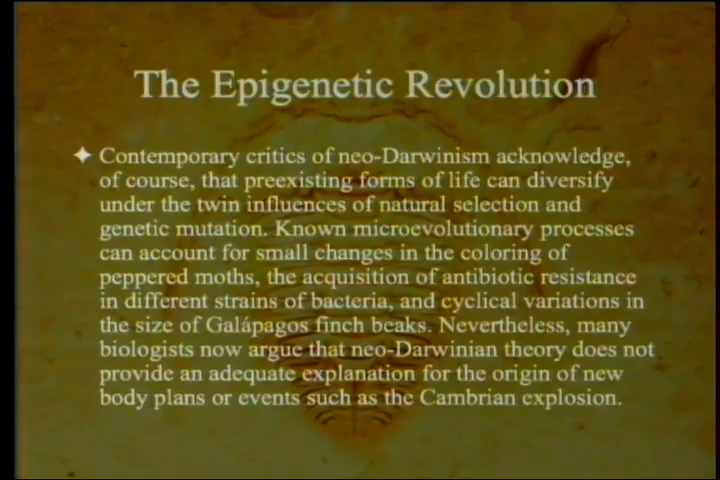 The Epigenetic Revolution
✦ Contemporary critics of neo-Darwinism acknowledge,
of course, that preexisting forms of life can diversify
under the twin influences of natural selection and
genetic mutation. Known microevolutionary processes
can account for small changes in the coloring of
peppered moths, the acquisition of antibiotic resistance
in different strains of bacteria, and cyclical variations in
the size of Galápagos finch beaks. Nevertheless, many
biologists now argue that neo-Darwinian theory does not
provide an adequate explanation for the origin of new
body plans or events such as the Cambrian explosion.